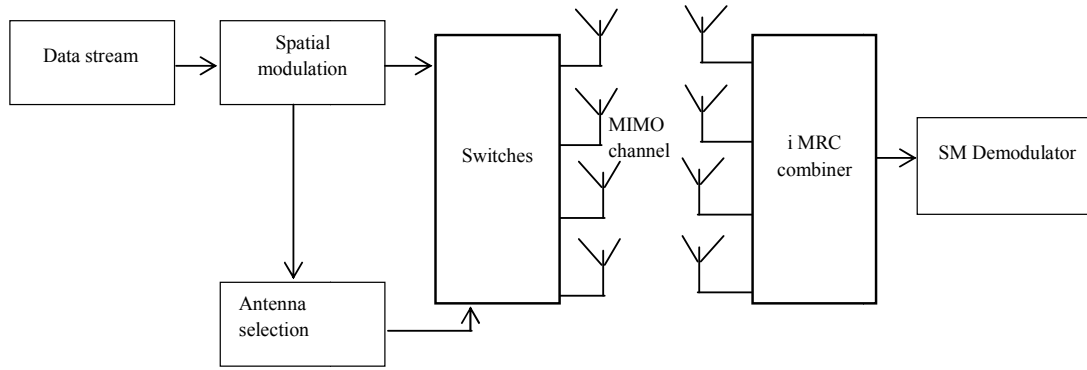 Data stream
Spatial
modulation
Switches
MIMO
channel
i MRC
combiner
SM Demodulator
Antenna
selection